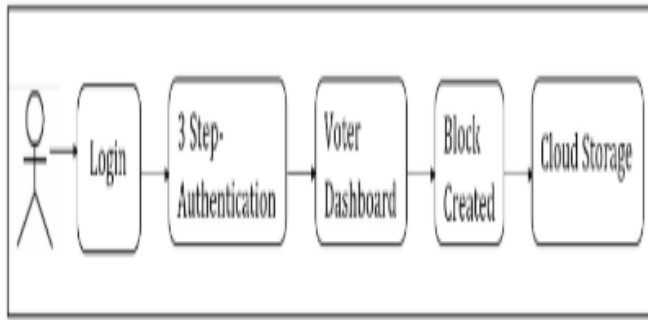 Login
3 Step-
Authentication
Voter
Dashboard
Block
Created
Cloud Storage